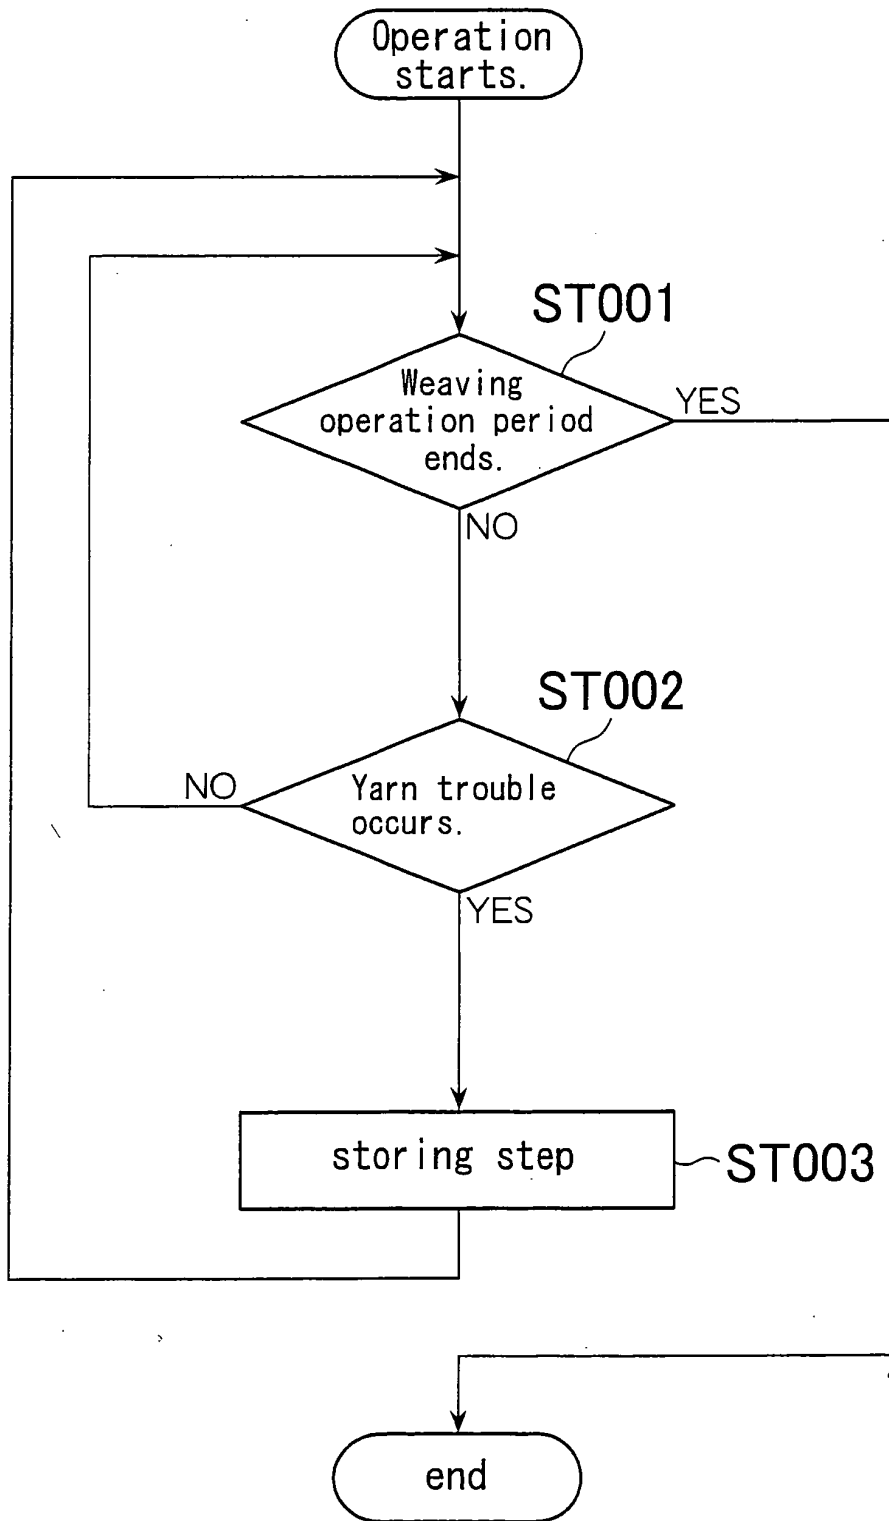 Operation
starts.
ST001
Weaving
operation period
ends.
YES
NO
ST002
NO
Yarn trouble
occurs.
YES
storing step
ST003
end